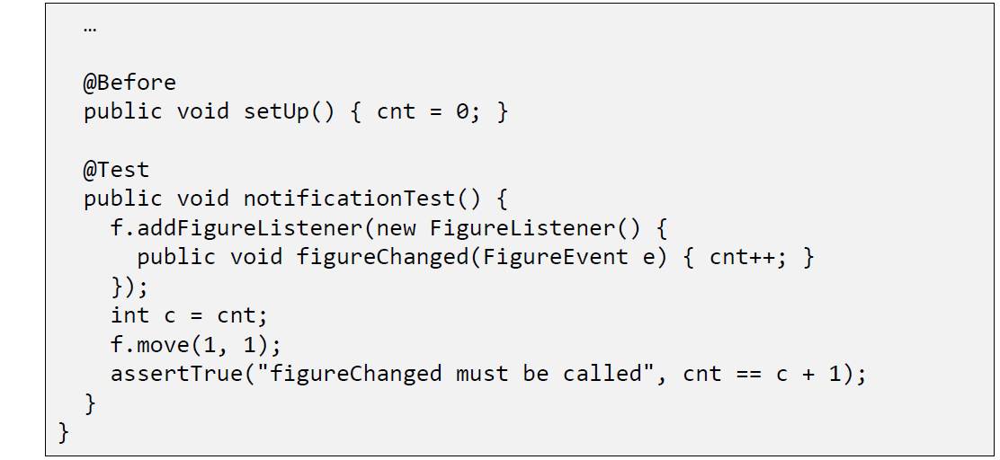 …
@Before
public void setUp() { cnt = 0; }
@Test
public void notificationTest() {
f.addFigureListener(new FigureListener() {
public void figureChanged(FigureEvent e) { cnt++; }
});
int c = cnt;
f.move(1, 1);
assertTrue("figureChanged must be called", cnt == c + 1);
}
}